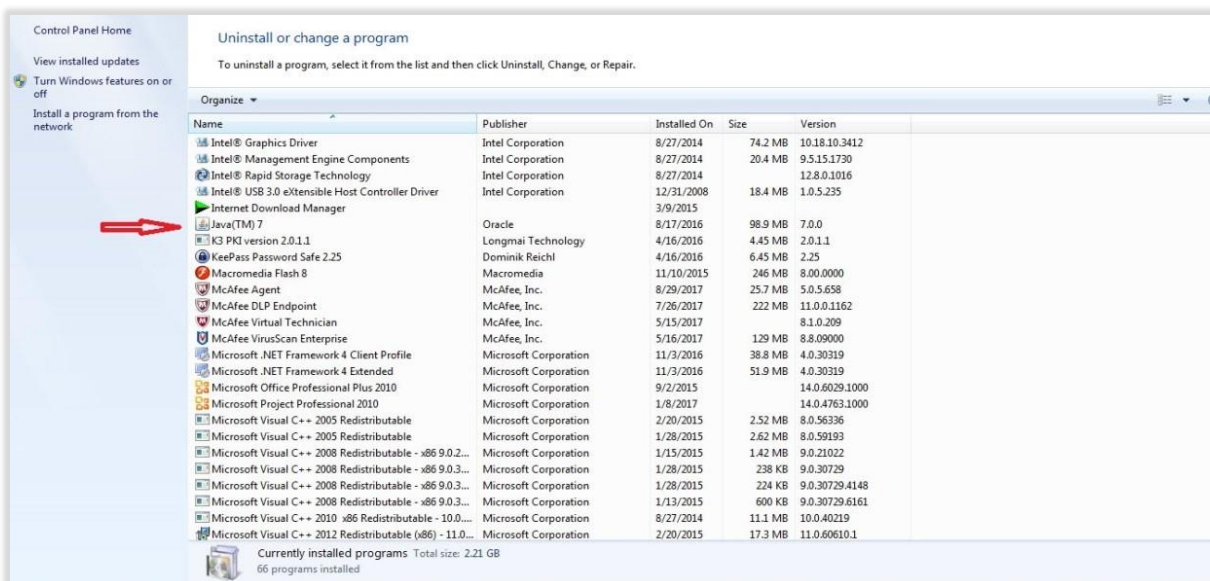 Control Panel Home
View installed updates
Turn Windows features on or
off
Install a program from the
network
Uninstall or change a program
To uninstall a program, select it from the list and then click Uninstall, Change, or Repair.
Organize
Name Publisher Installed On Size Version
Intel® Graphics Driver Intel Corporation 8/27/2014 74.2 MB 10.18.10.3412
Intel® Management Engine Components Intel Corporation 8/27/2014 20.4 MB 9.5.15.1730
Intel® Rapid Storage Technology Intel Corporation 8/27/2014 12.8.0.1016
Intel® USB 3.0 eXtensible Host Controller Driver Intel Corporation 12/31/2008 18.4 MB 1.0.5.235
Internet Download Manager 3/9/2015
Java(TM) 7 Oracle 8/17/2016 98.9 MB 7.0.0
K3 PKI version 2.0.1.1 Longmai Technology 4/16/2016 4.45 MB 2.0.1.1
KeePass Password Safe 2.25 Dominik Reichl 4/16/2016 6.45 MB 2.25
Macromedia Flash 8 Macromedia 11/10/2015 246 MB 8.00.0000
McAfee Agent McAfee, Inc. 8/29/2017 25.7 MB 5.0.5.658
McAfee DLP Endpoint McAfee, Inc. 7/26/2017 222 MB 11.0.0.1162
McAfee Virtual Technician McAfee, Inc. 5/15/2017 8.1.0.209
McAfee VirusScan Enterprise McAfee, Inc. 5/16/2017 129 MB 8.8.09000
Microsoft .NET Framework 4 Client Profile Microsoft Corporation 11/3/2016 38.8 MB 4.0.30319
Microsoft .NET Framework 4 Extended Microsoft Corporation 11/3/2016 51.9 MB 4.0.30319
Microsoft Office Professional Plus 2010 Microsoft Corporation 9/2/2015 14.0.6029.1000
Microsoft Project Professional 2010 Microsoft Corporation 1/8/2017 14.0.4763.1000
Microsoft Visual C++ 2005 Redistributable Microsoft Corporation 2/20/2015 2.52 MB 8.0.56336
Microsoft Visual C++ 2005 Redistributable Microsoft Corporation 1/28/2015 2.62 MB 8.0.59193
Microsoft Visual C++ 2008 Redistributable - x86 9.0.2... Microsoft Corporation 1/15/2015 1.42 MB 9.0.21022
Microsoft Visual C++ 2008 Redistributable - x86 9.0.3... Microsoft Corporation 1/28/2015 238 KB 9.0.30729
Microsoft Visual C++ 2008 Redistributable - x86 9.0.3... Microsoft Corporation 1/28/2015 224 KB 9.0.30729.4148
Microsoft Visual C++ 2008 Redistributable - x86 9.0.3... Microsoft Corporation 1/13/2015 600 KB 9.0.30729.6161
Microsoft Visual C++ 2010 x86 Redistributable - 10.0.... Microsoft Corporation 8/27/2014 11.1 MB 10.0.40219
Microsoft Visual C++ 2012 Redistributable (x86) - 11.0... Microsoft Corporation 2/20/2015 17.3 MB 11.0.60610.1
Currently installed programs Total size: 2.21 GB
66 programs installed